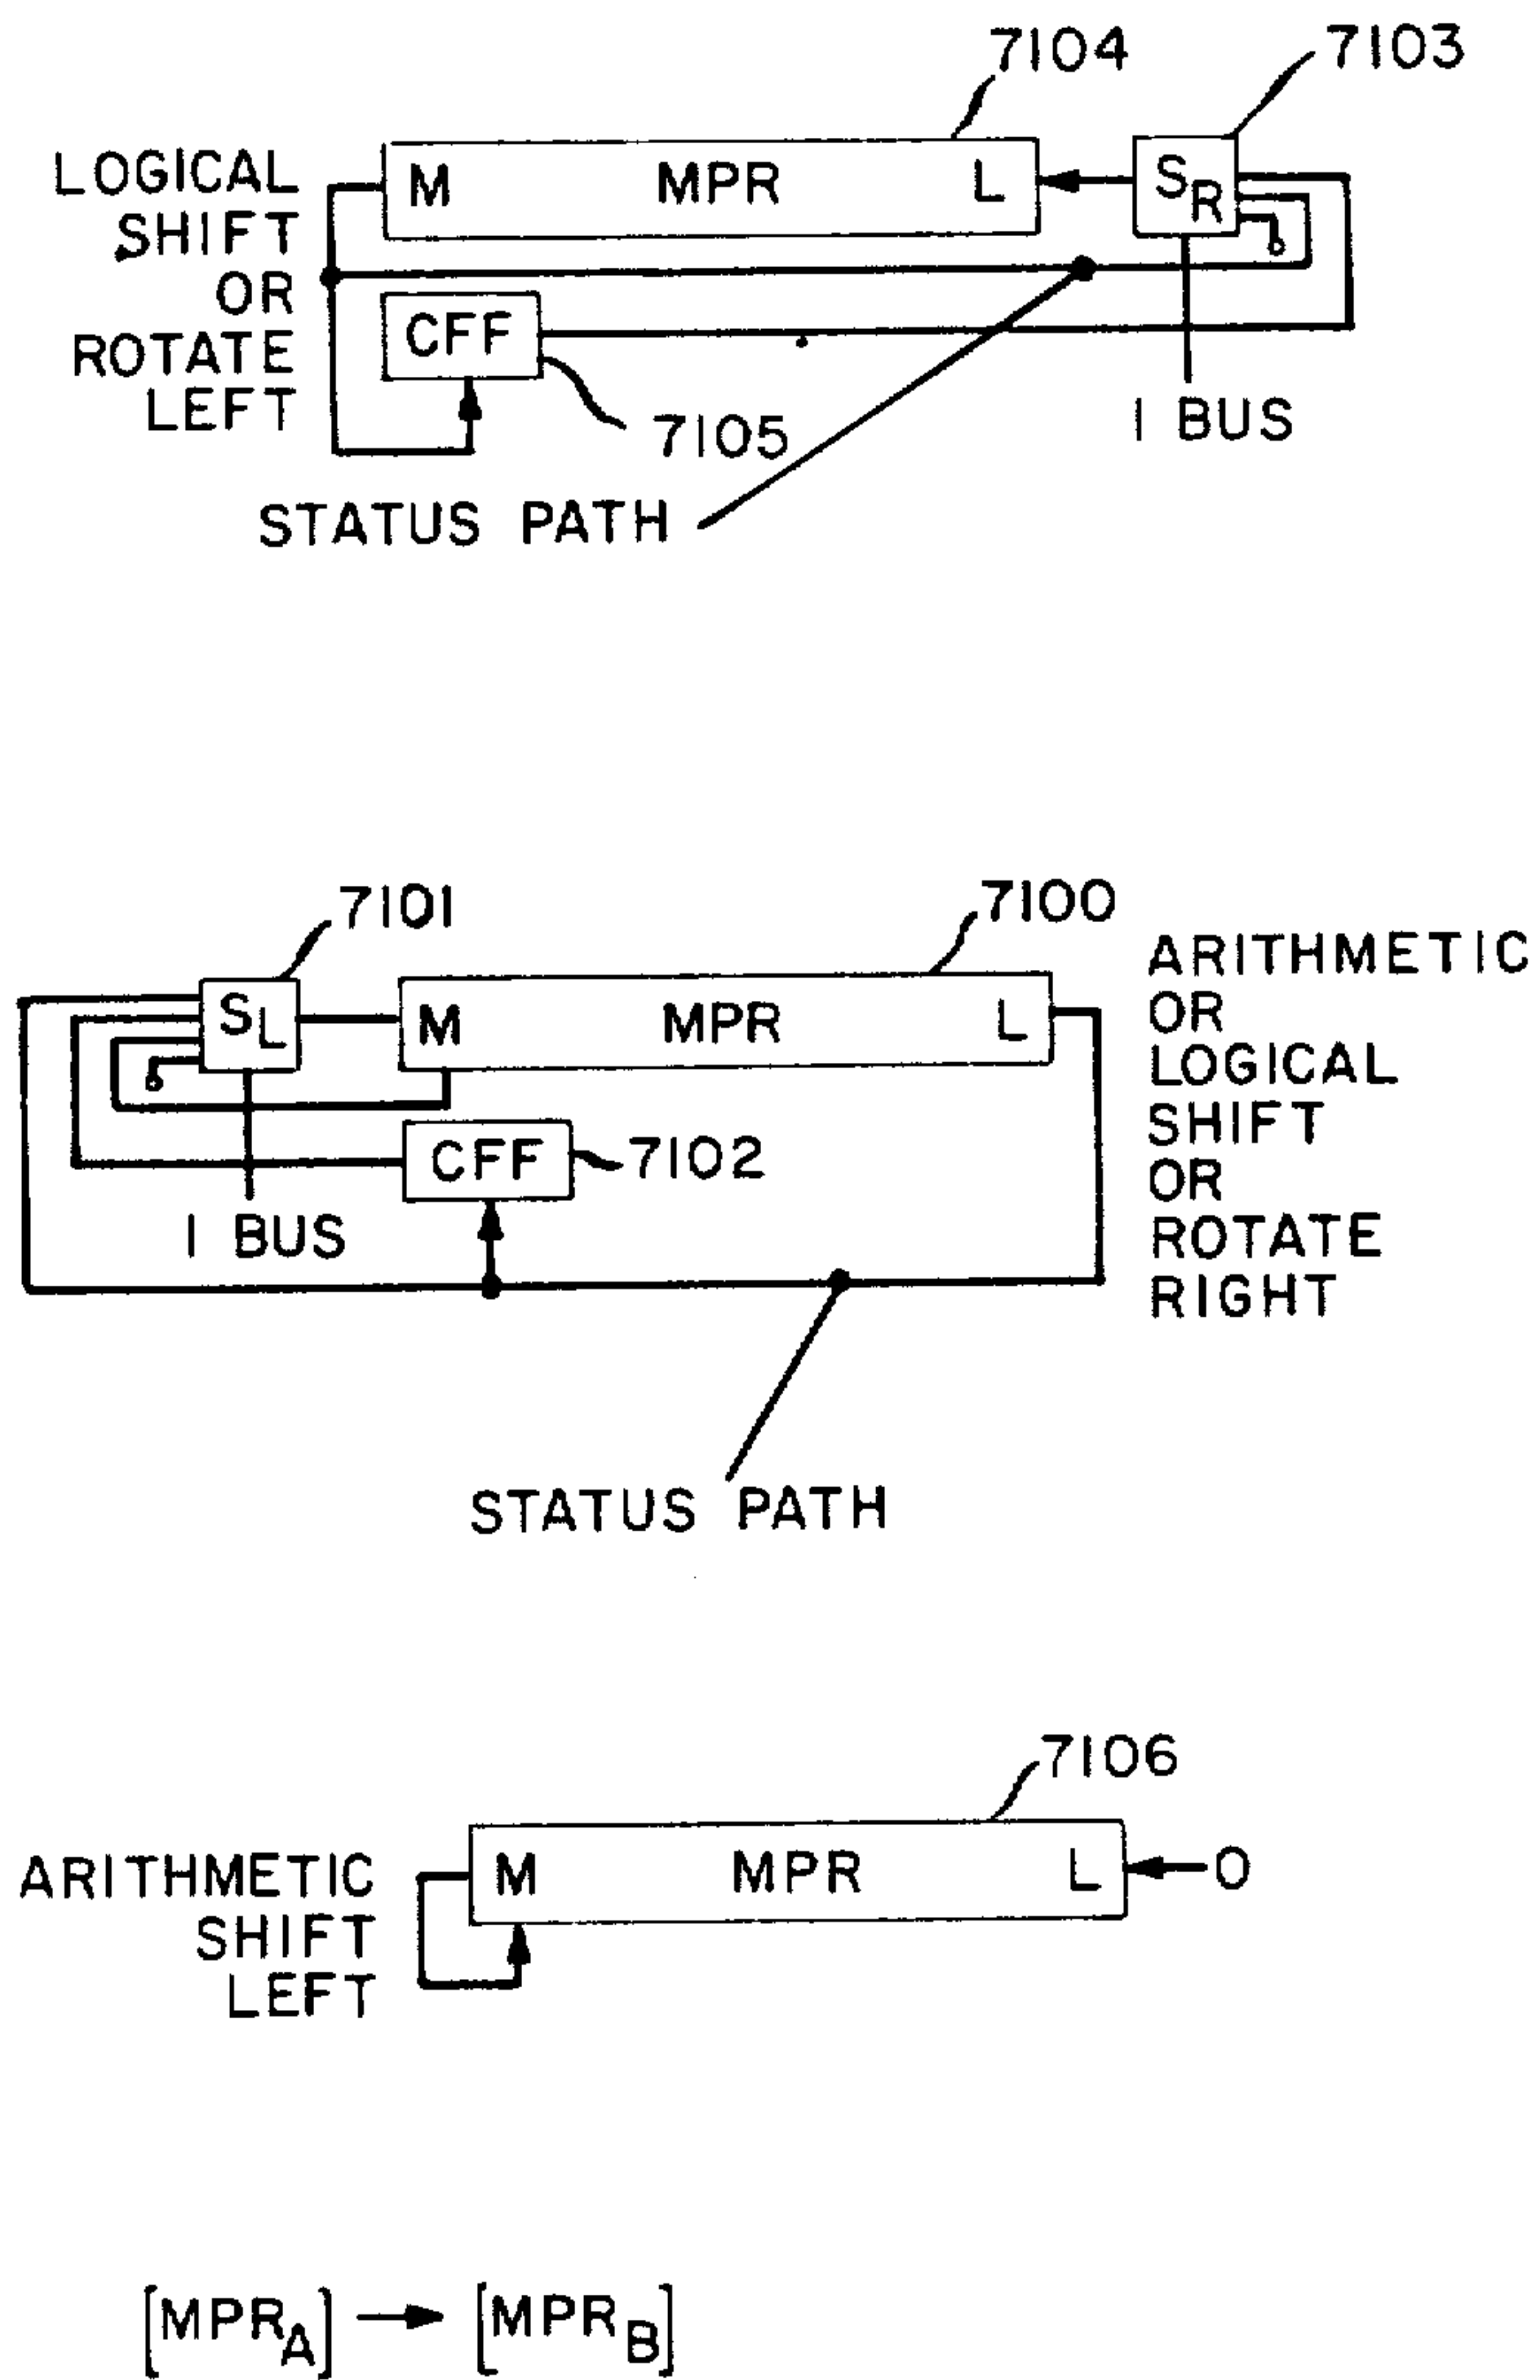 7104
7103
LOGICAL
SHIFT
OR
ROTATE
LEFT
M MPR L
SR
CFF
7105
I BUS
STATUS PATH
7101
7100
SL
M MPR L
CFF
7102
I BUS
ARITHMETIC
OR
LOGICAL
SHIFT
OR
ROTATE
RIGHT
STATUS PATH
7106
ARITHMETIC
SHIFT
LEFT
M MPR L
0
[MPRA] → [MPRB]